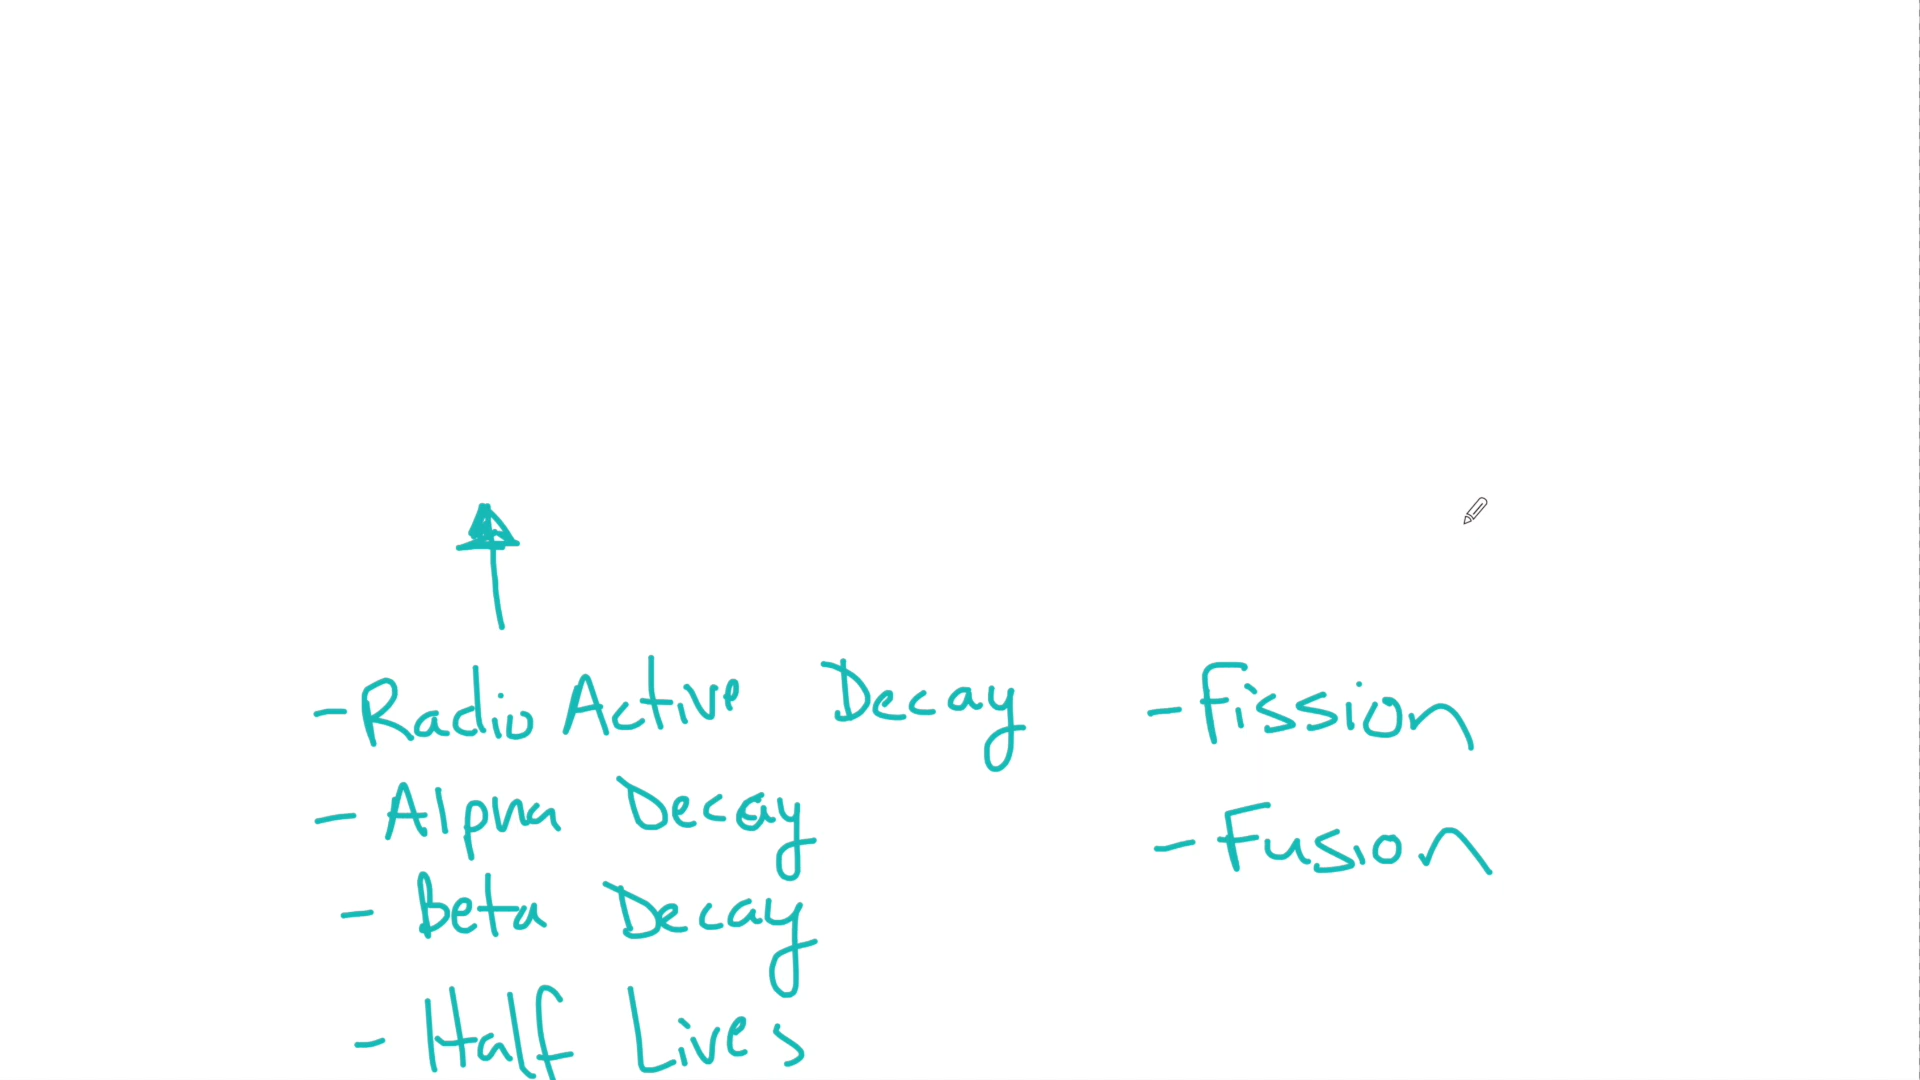 - Radio Active Decay
- Alpha Decay
- Beta Decay
- Half Lives
- Fission
- Fusion